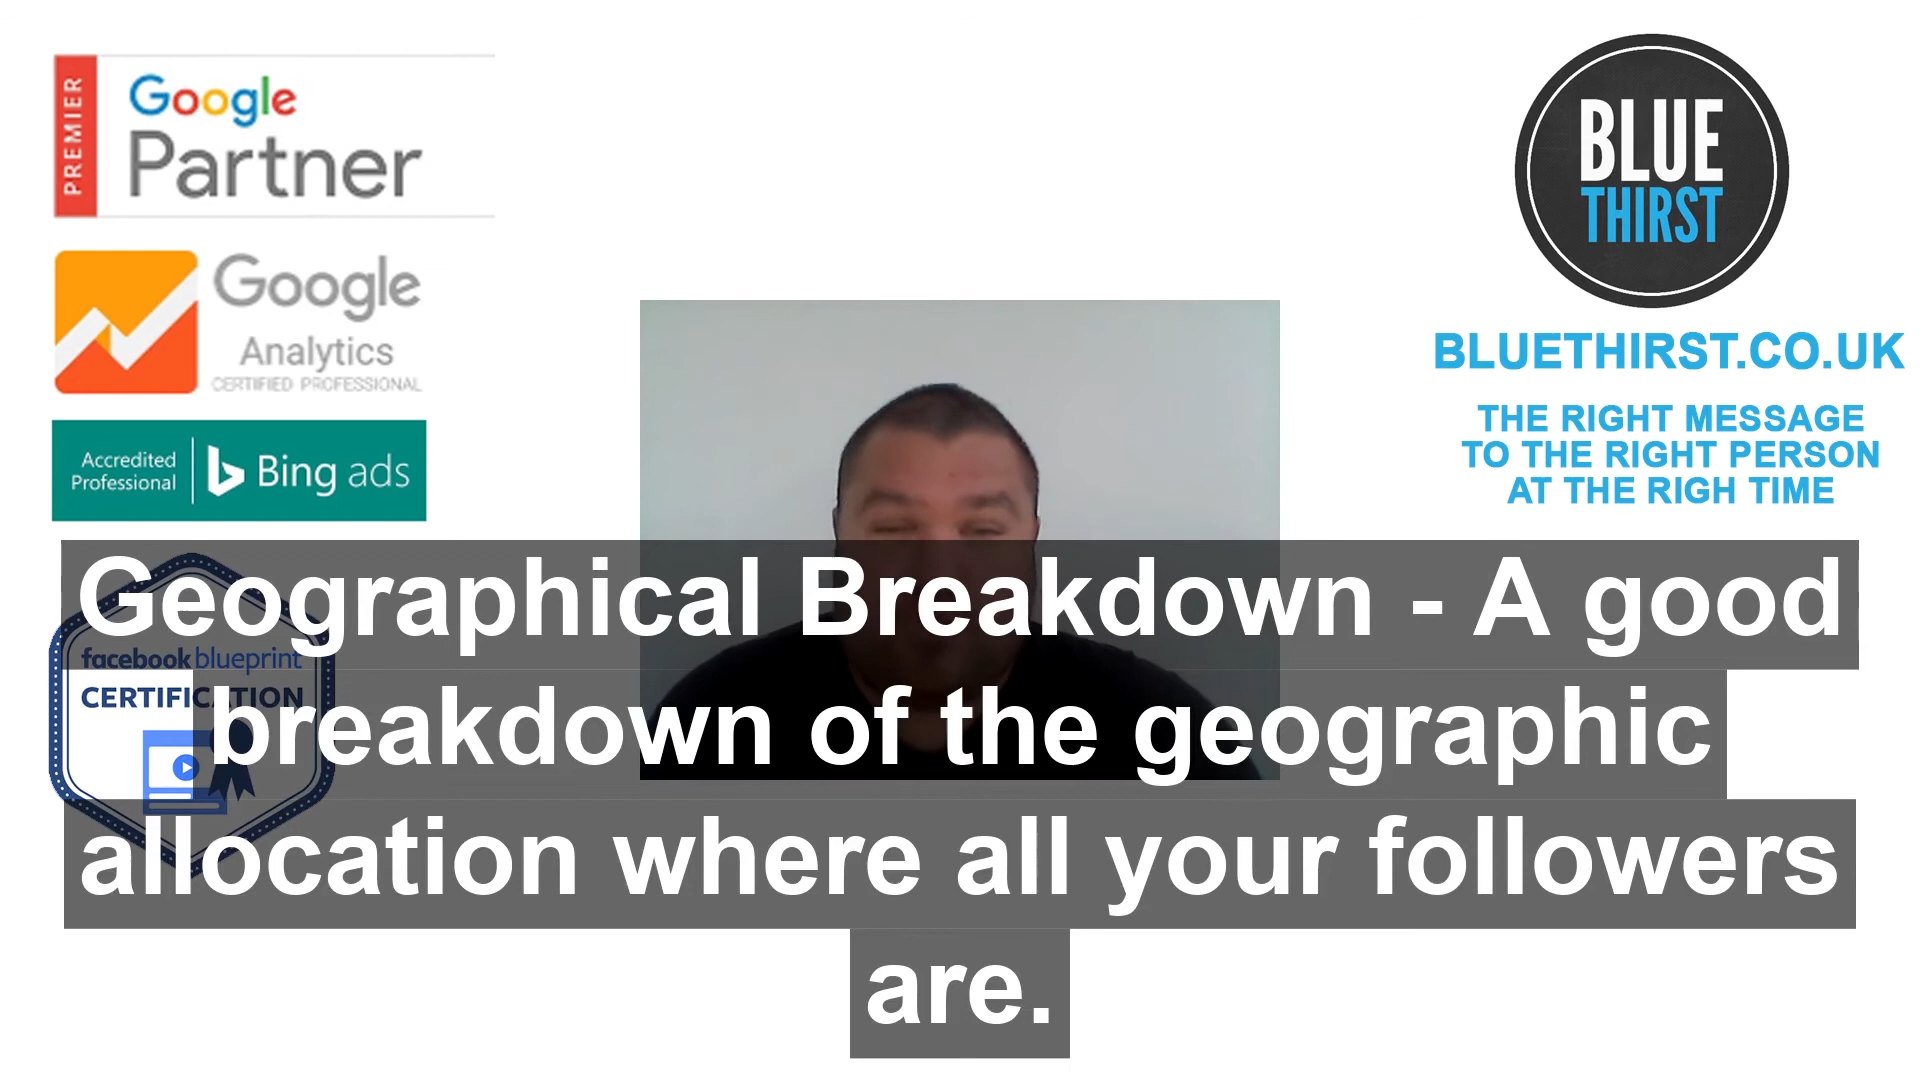 PREMIER
Google
Partner
Google
Analytics
CERTIFIED PROFESSIONAL
Accredited
Professional
Bing ads
facebook blueprint
CERTIFICATION
BLUE
THIRST
BLUETHIRST.CO.UK
THE RIGHT MESSAGE
TO THE RIGHT PERSON
AT THE RIGH TIME
Geographical Breakdown - A good
breakdown of the geographic
allocation where all your followers
are.